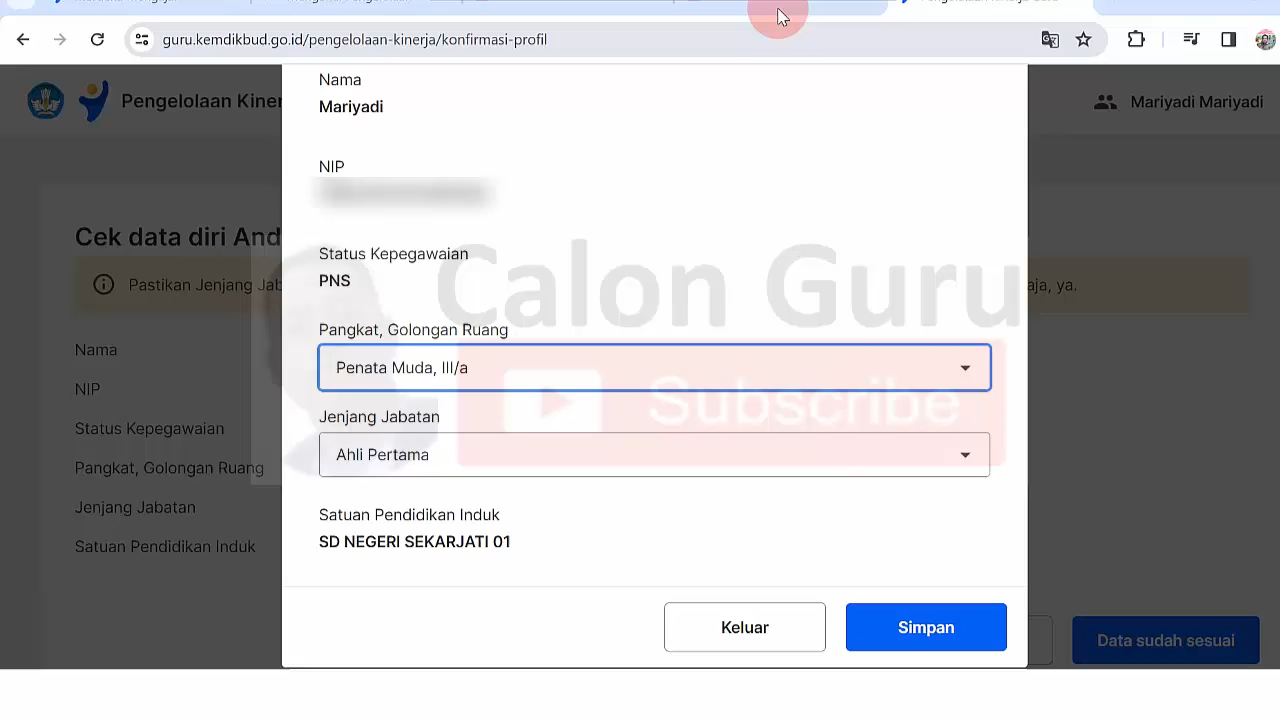 guru.kemdikbud.go.id/pengelolaan-kinerja/konfirmasi-profil
Pengelolaan Kiner
Mariyadi Mariyadi
Nama
Mariyadi
NIP
Status Kepegawaian
PNS
Pangkat, Golongan Ruang
Penata Muda, III/a
Jenjang Jabatan
Ahli Pertama
Satuan Pendidikan Induk
SD NEGERI SEKARJATI 01
Keluar
Simpan
Cek data diri And
Pastikan Jenjang Jab
aja, ya.
Nama
NIP
Status Kepegawaian
Pangkat, Golongan Ruang
Jenjang Jabatan
Satuan Pendidikan Induk
Data sudah sesuai
Calon Guru
Subscribe